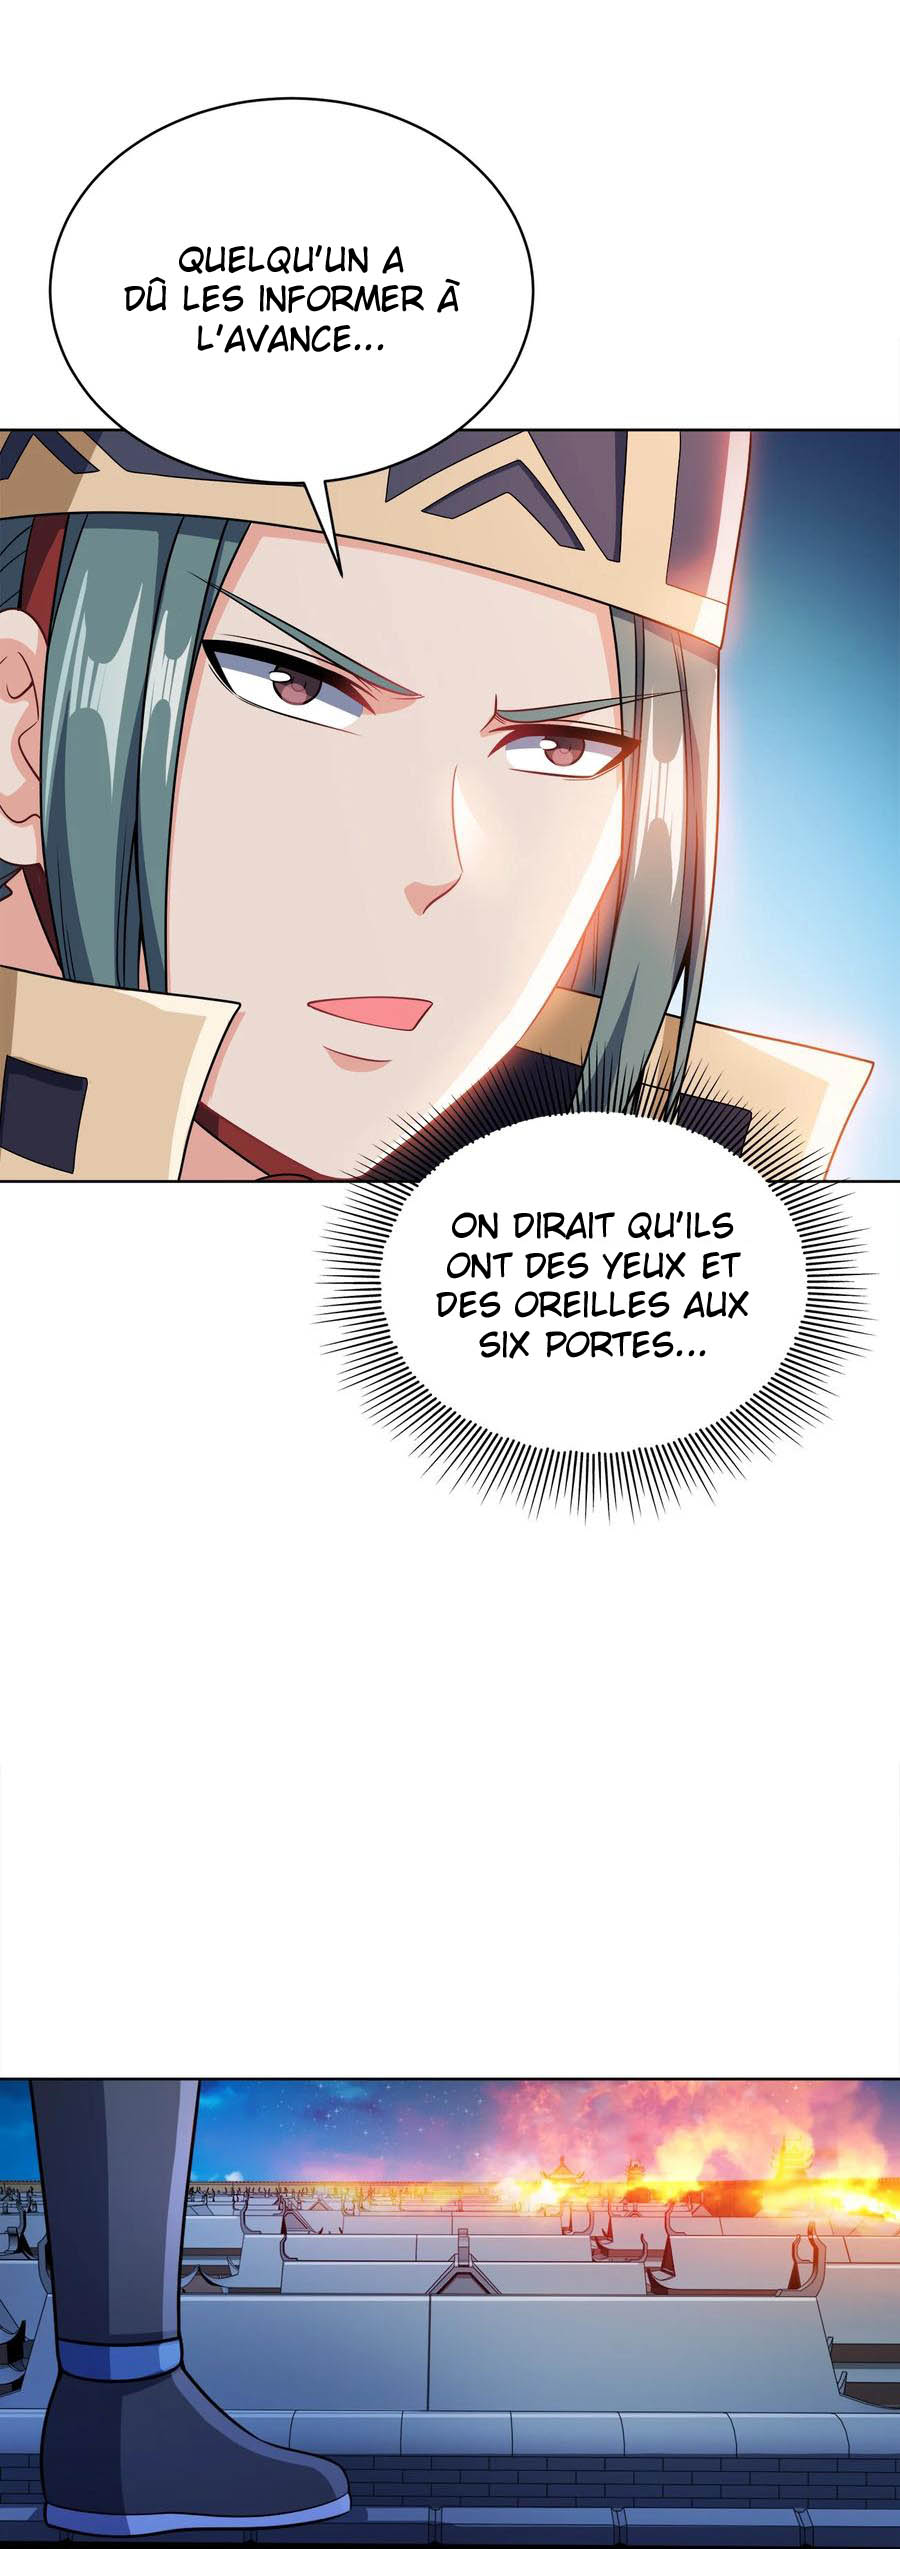 QUELQU'UN A
DÛ LES INFORMER À
L'AVANCE...
ON DIRAIT QU'ILS
ONT DES YEUX ET
DES OREILLES AUX
SIX PORTES...